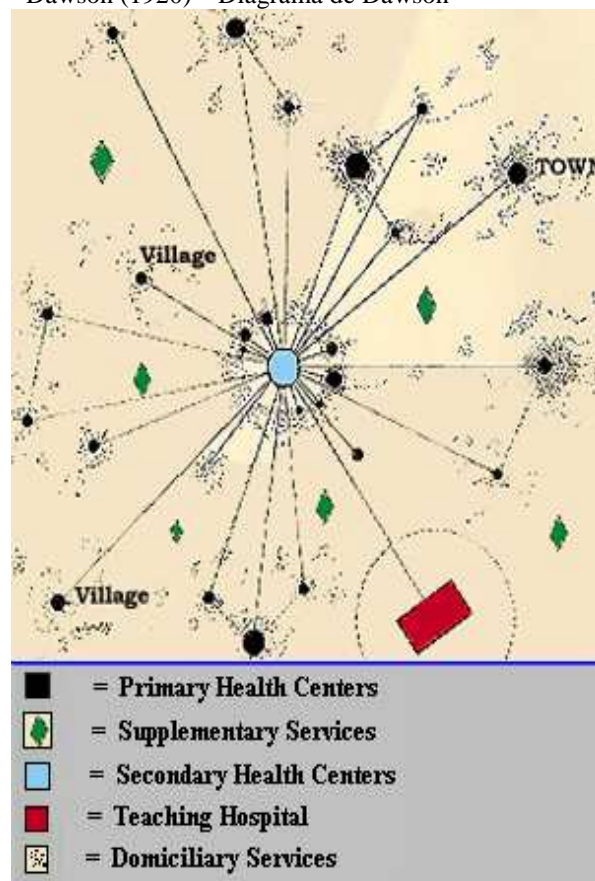 Dawson (1920) – Diagrama de Dawson
TOWN
Village
Village
= Primary Health Centers
= Supplementary Services
= Secondary Health Centers
= Teaching Hospital
= Domiciliary Services